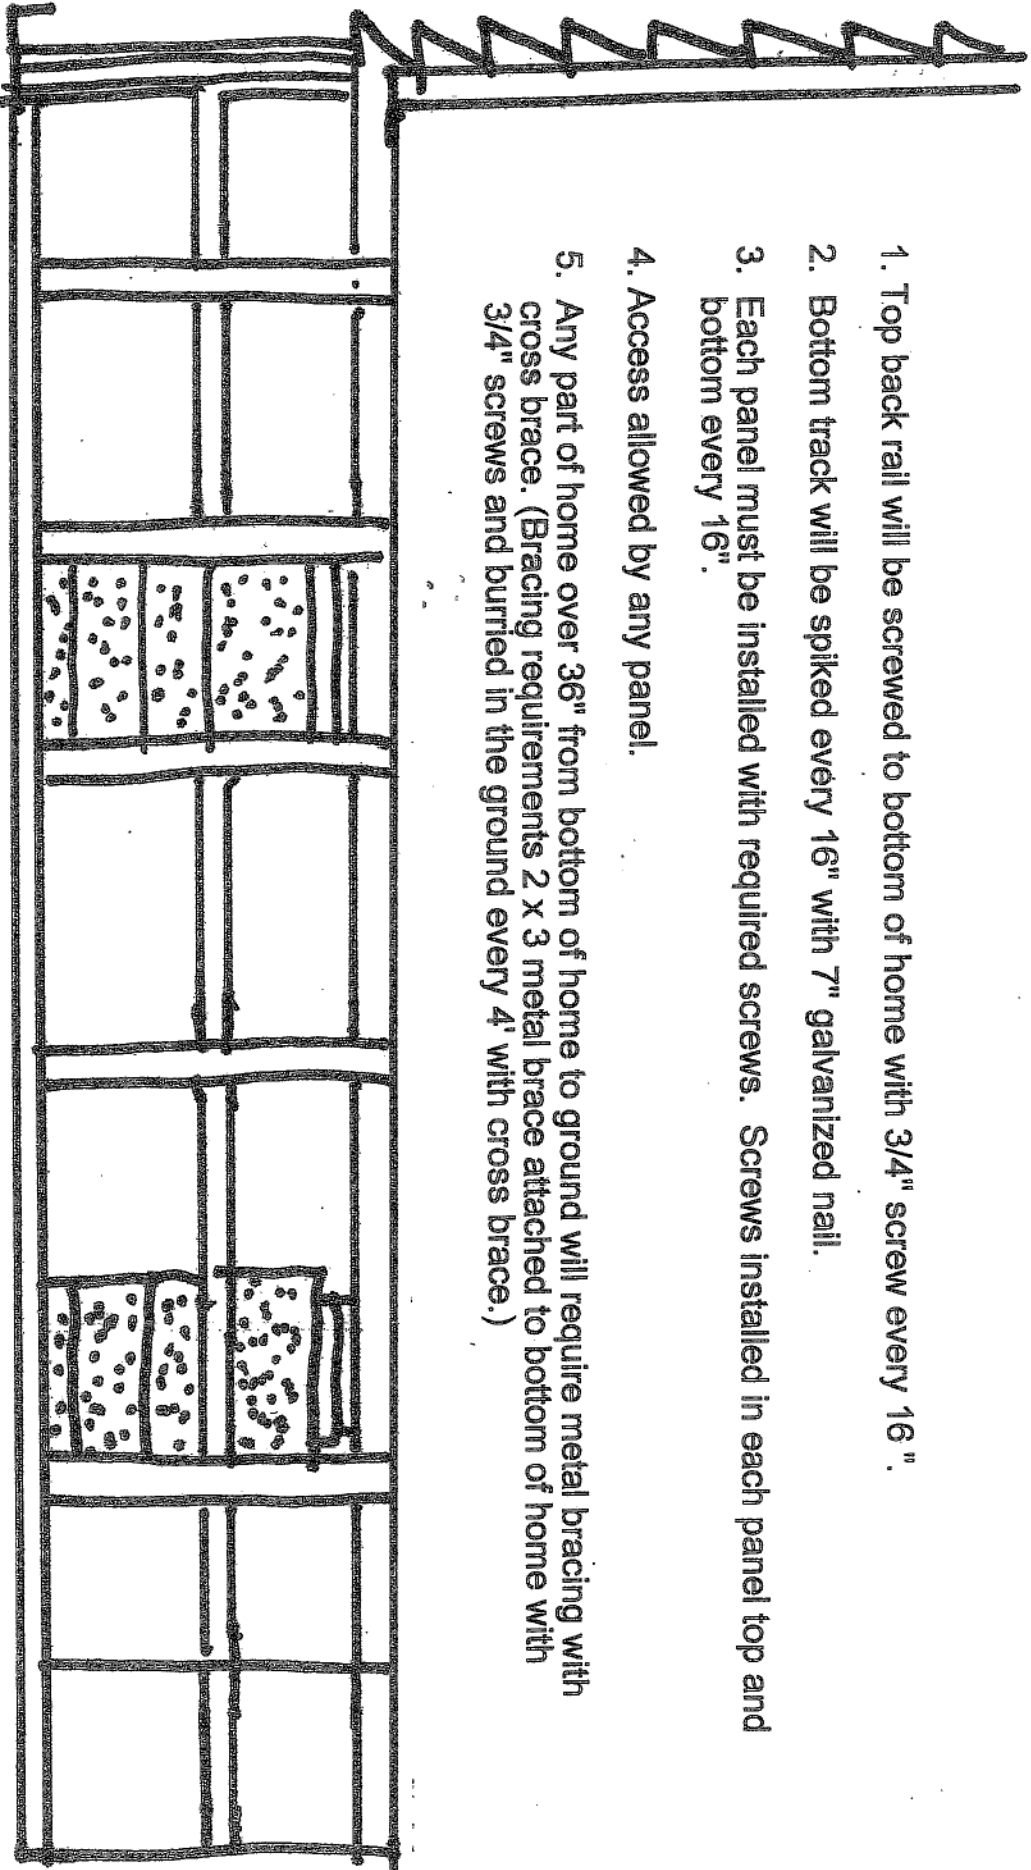 1. Top back rail will be screwed to bottom of home with 3/4" screw every 16 ".
2. Bottom track will be spiked every 16" with 7" galvanized nail.
3. Each panel must be installed with required screws. Screws installed in each panel top and
bottom every 16".
4. Access allowed by any panel.
5. Any part of home over 36" from bottom of home to ground will require metal bracing with
cross brace. (Bracing requirements 2 x 3 metal brace attached to bottom of home with
3/4" screws and burried in the ground every 4' with cross brace.)